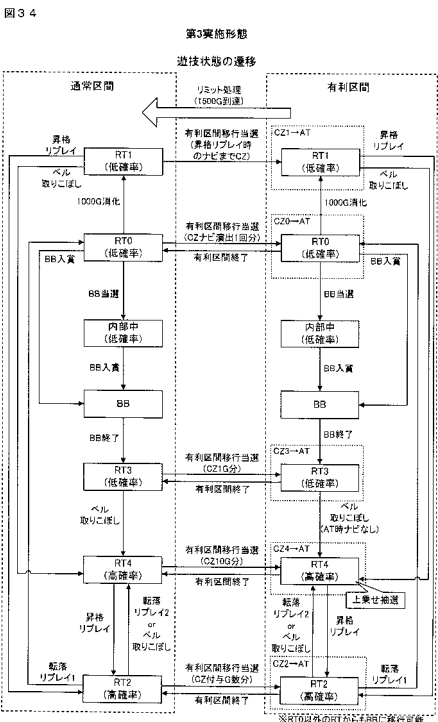 図34
第3実施形態
遊技状態の遷移
通常区間
リミット処理
(1500G到達)
有利区間
昇格
リプレイ
ベル
取りこぼし
RT1
(低確率)
有利区間移行当選
(昇格リプレイ時
のナビまでCZ)
CZ1→AT
RT1
(低確率)
昇格
リプレイ
ベル
取りこぼし
1000G消化
1000G消化
RT0
(低確率)
有利区間移行当選
(CZナビ演出1回分)
有利区間終了
CZ0→AT
RT0
(低確率)
BB入賞
BB入賞
BB当選
BB当選
内部中
(低確率)
内部中
(低確率)
BB入賞
BB入賞
BB
BB
BB終了
BB終了
RT3
(低確率)
有利区間移行当選
(CZ1G分)
有利区間終了
CZ3→AT
RT3
(低確率)
ベル
取りこぼし
ベル
取りこぼし
(AT時ナビなし)
RT4
(高確率)
有利区間移行当選
(CZ10G分)
有利区間終了
CZ4→AT
RT4
(高確率)
上乗せ抽選
昇格
リプレイ
転落
リプレイ2
or
ベル
取りこぼし
転落
リプレイ2
or
ベル
取りこぼし
昇格
リプレイ
転落
リプレイ1
RT2
(高確率)
有利区間移行当選
(CZ付与G数分)
有利区間終了
CZ2→AT
RT2
(高確率)
転落
リプレイ1
※RT0以外のRTからもBBに移行可能